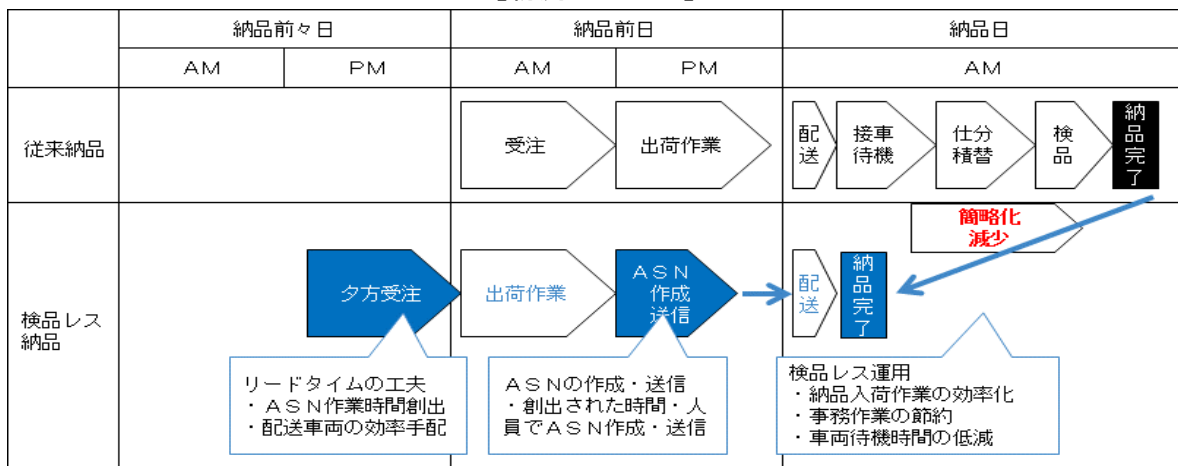 納品前々日
納品前日
納品日
AM
PM
AM
PM
AM
従来納品
受注
出荷作業
配送
接車
待機
仕分
積替
検品
納品完了
簡略化
減少
検品レス
納品
夕方受注
出荷作業
ASN
作成
送信
配送
納品完了
リードタイムの工夫
・ASN作業時間創出
・配送車両の効率手配
ASNの作成・送信
・創出された時間・人
員でASN作成・送信
検品レス運用
・納品入荷作業の効率化
・事務作業の節約
・車両待機時間の低減